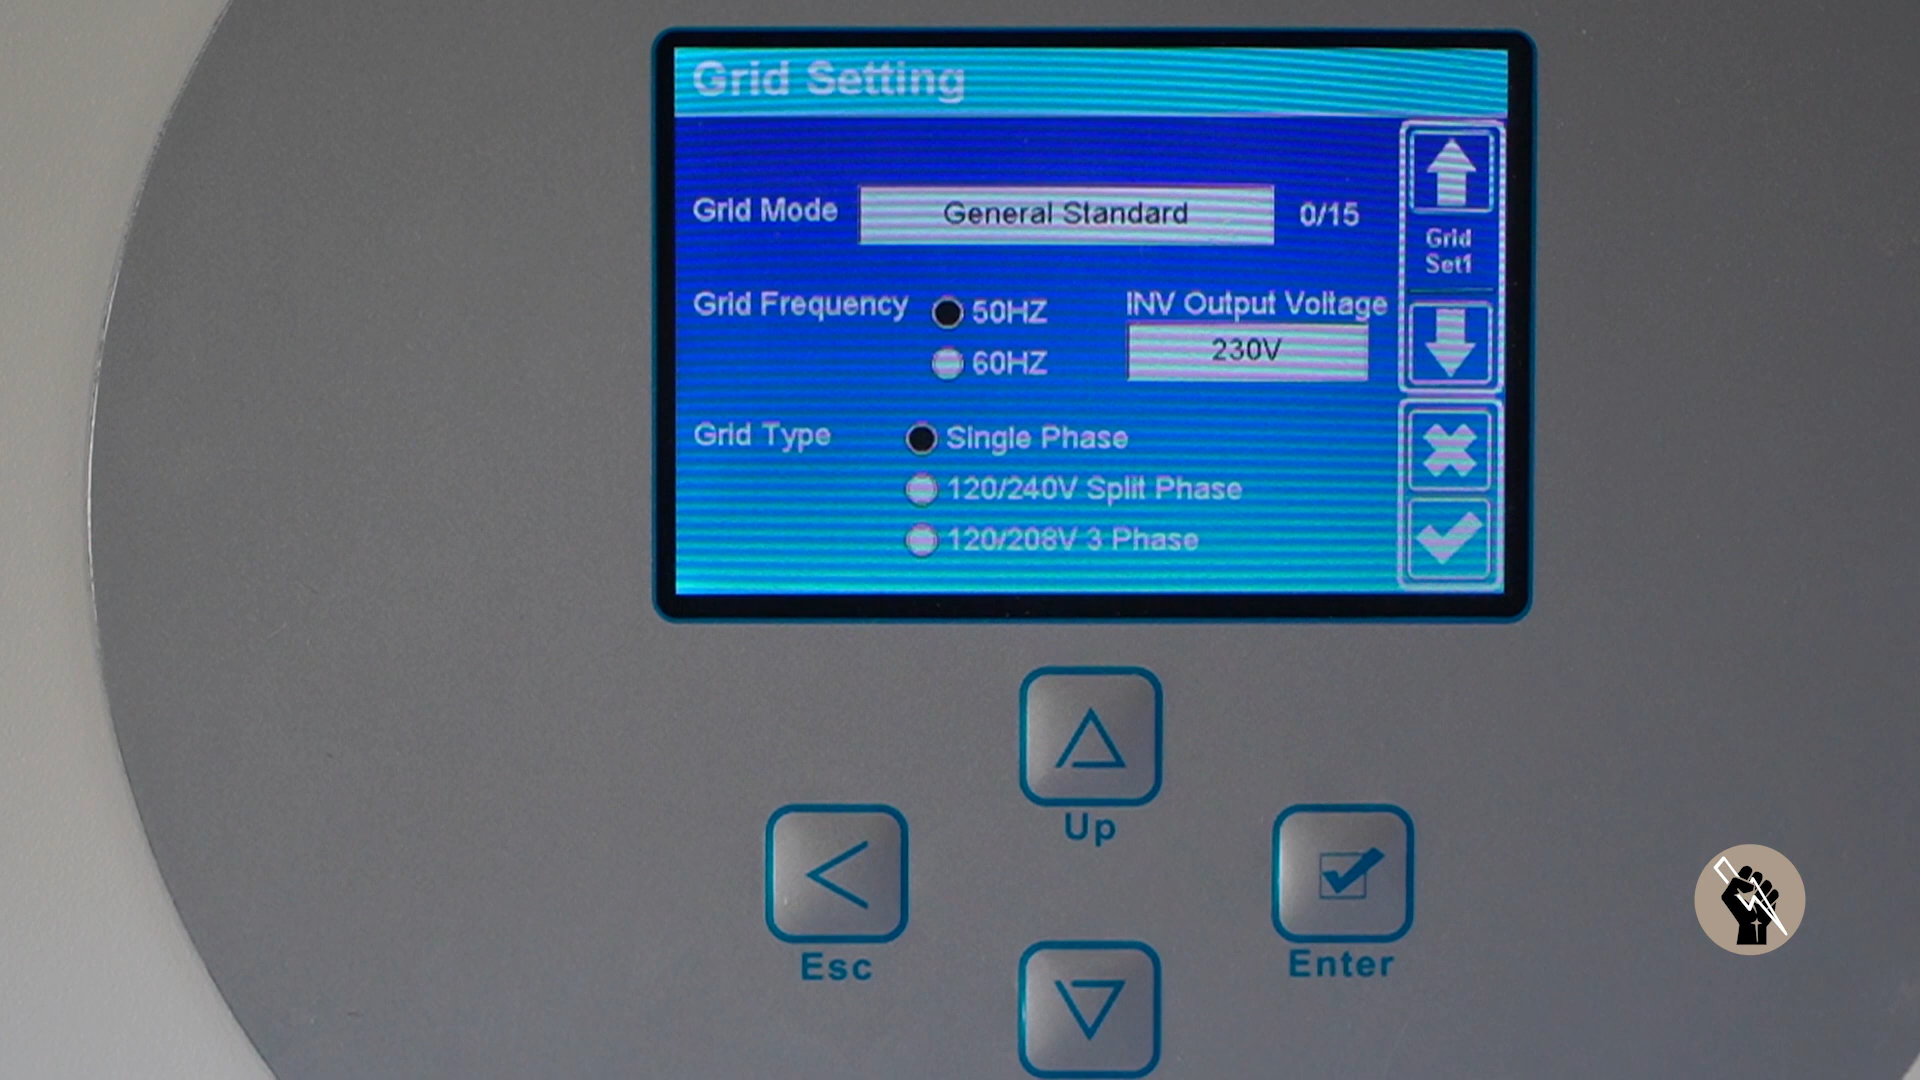 Grid Setting
Grid Mode General Standard 0/15
Grid Set1
Grid Frequency 50HZ
60HZ
INV Output Voltage
230V
Grid Type Single Phase
120/240V Split Phase
120/208V 3 Phase
Up
Esc
Enter